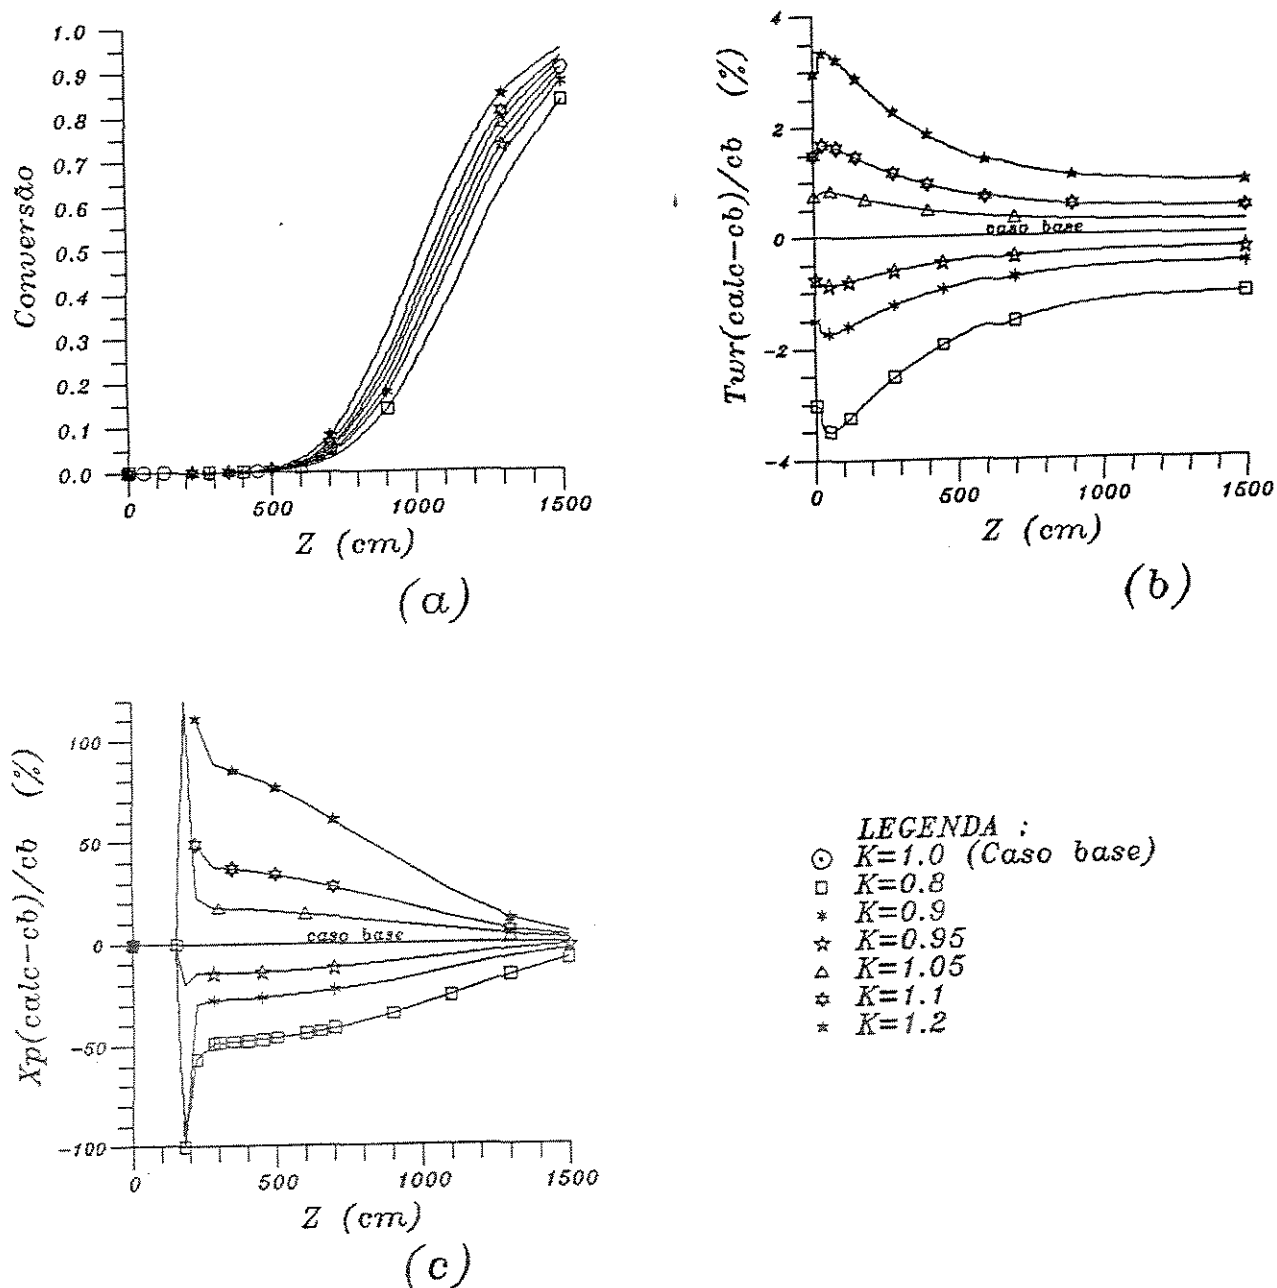 1.0
0.9
0.8
0.7
0.6
0.5
0.4
0.3
0.2
0.1
0.0
Conversão
0 500 1000 1500
Z (cm)
(a)
4
2
0
-2
-4
Twr(calc-cb)/cb (%)
caso base
0 500 1000 1500
Z (cm)
(b)
100
50
0
-50
-100
Xp(calc-cb)/cb (%)
caso base
0 500 1000 1500
Z (cm)
(c)
LEGENDA :
K=1.0 (Caso base)
K=0.8
K=0.9
K=0.95
K=1.05
K=1.1
K=1.2